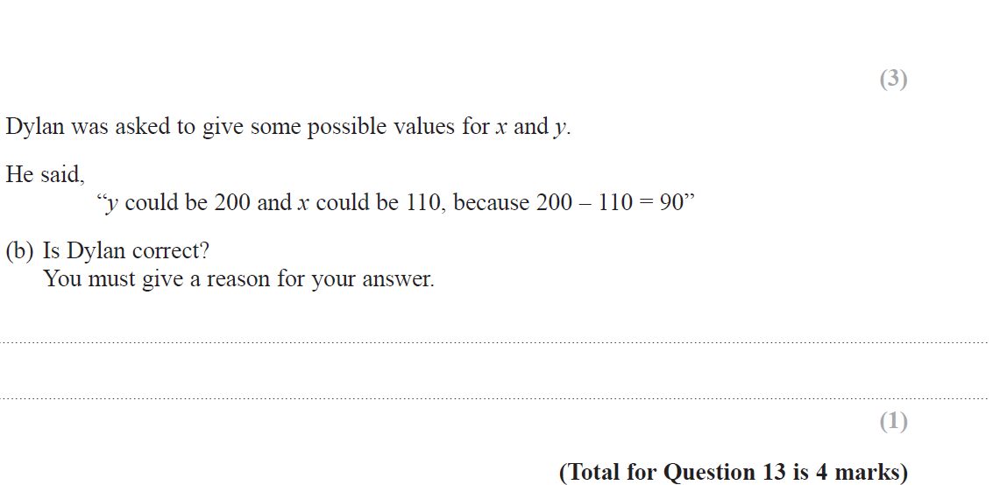 (3)
Dylan was asked to give some possible values for x and y.
He said,
“y could be 200 and x could be 110, because 200 – 110 = 90”
(b) Is Dylan correct?
You must give a reason for your answer.
(1)
(Total for Question 13 is 4 marks)